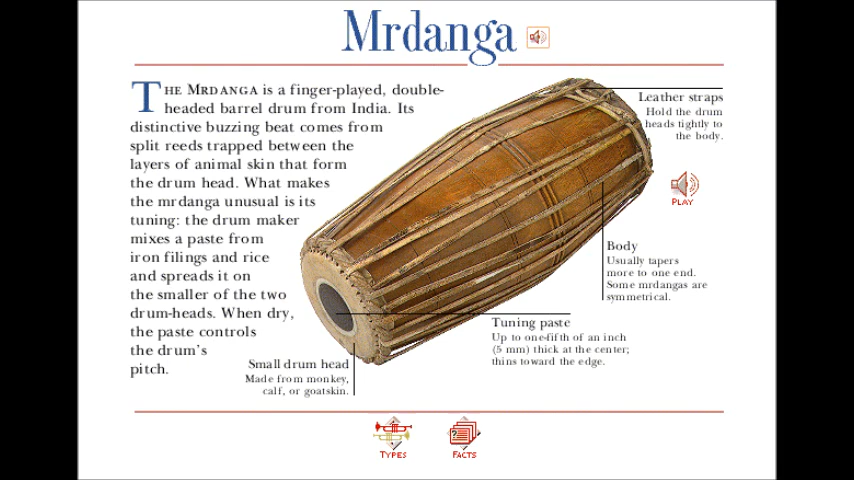 Mrdanga
THE MRDANGA is a finger-played, double-
headed barrel drum from India. Its
distinctive buzzing beat comes from
split reeds trapped between the
layers of animal skin that form
the drum head. What makes
the mrdanga unusual is its
tuning: the drum maker
mixes a paste from
iron filings and rice
and spreads it on
the smaller of the two
drum-heads. When dry,
the paste controls
the drum's
pitch.
Leather straps
Hold the drum
heads tightly to
the body.
PLAY
Body
Usually tapers
more to one end.
Some mrdangas are
symmetrical.
Tuning paste
Up to one-fifth of an inch
(5 mm) thick at the center;
thins toward the edge.
Small drum head
Made from monkey,
calf, or goatskin.
TYPES
FACTS